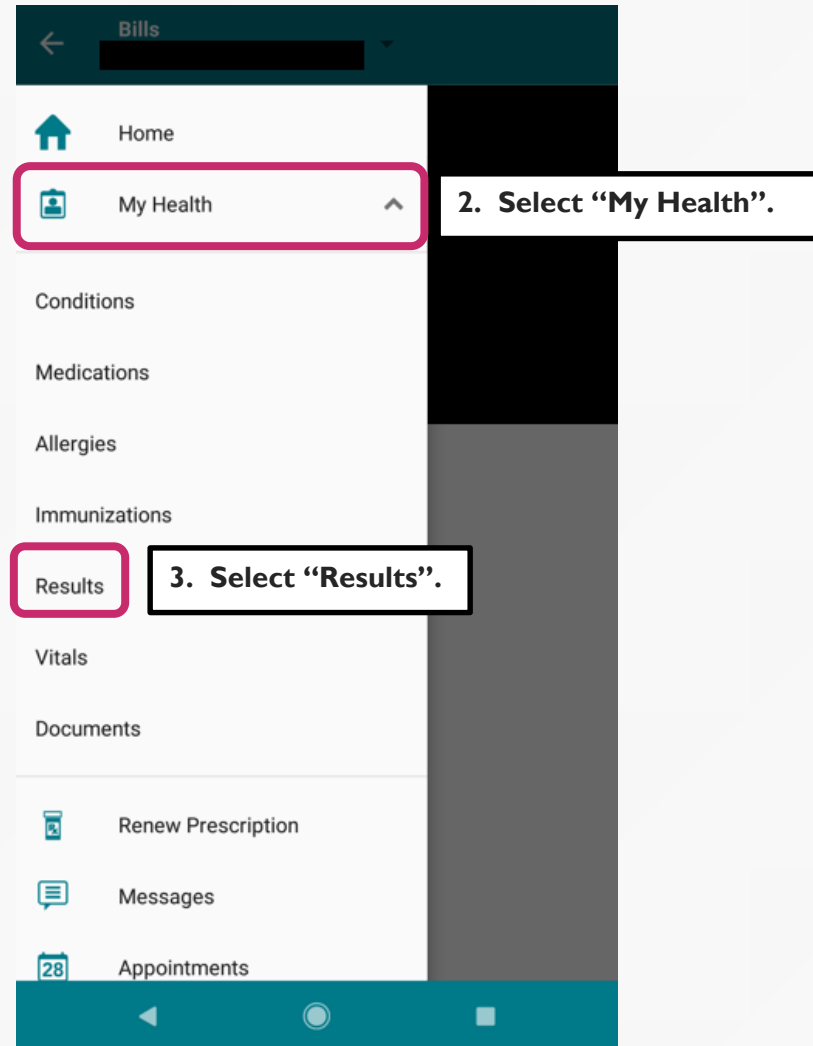 Bills
Home
My Health
2. Select “My Health”.
Conditions
Medications
Allergies
Immunizations
Results
3. Select “Results”.
Vitals
Documents
Renew Prescription
Messages
28
Appointments